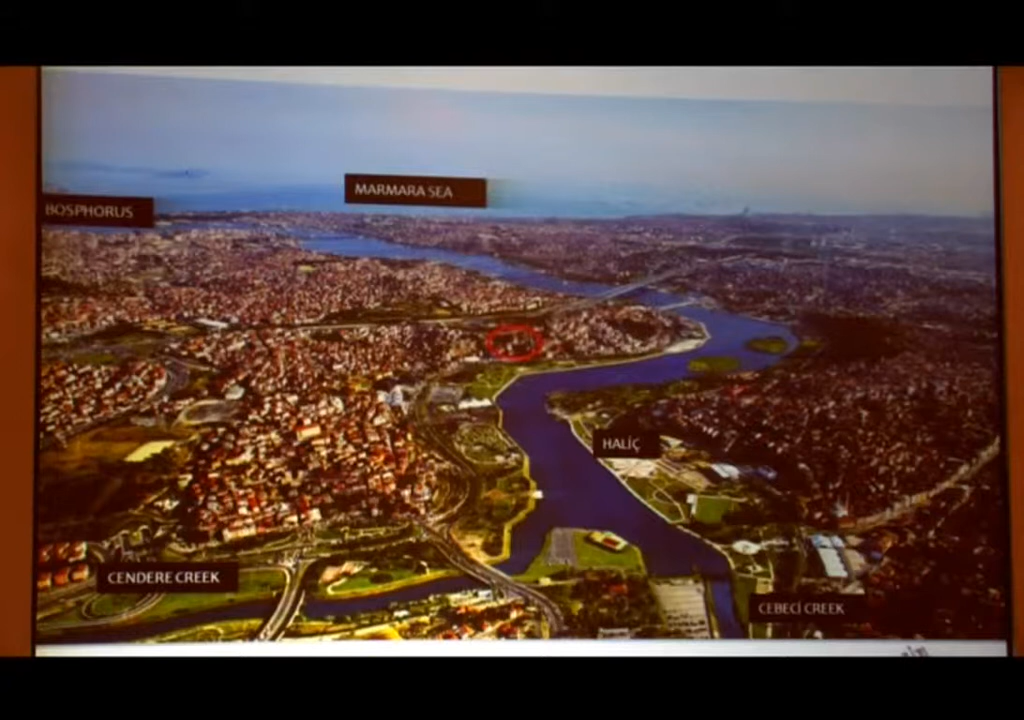 MARMARA SEA
BOSPHORUS
HALİÇ
CENDERE CREEK
CEBECİ CREEK